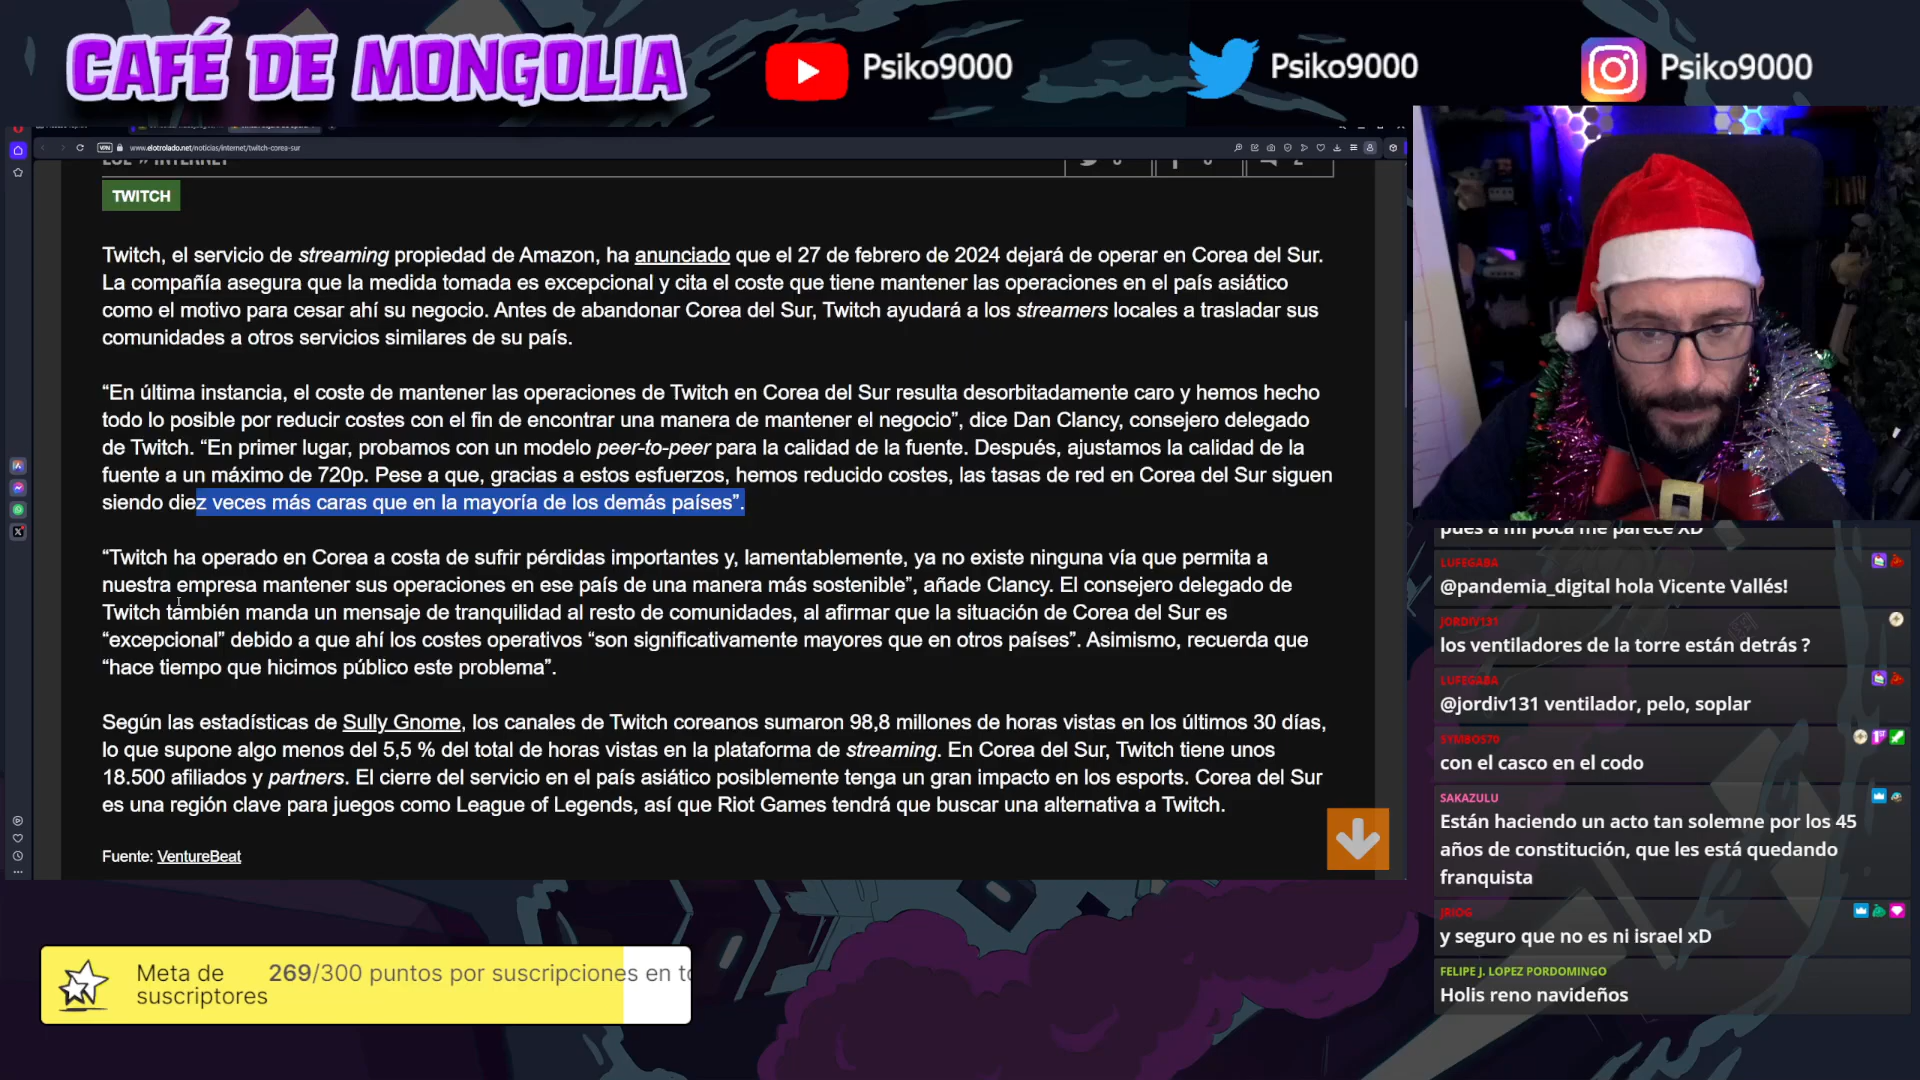 CAFÉ DE MONGOLIA
Psiko9000
Psiko9000
Psiko9000
VPN
www.elotrolado.net/noticias/internet/twitch-corea-sur
TWITCH
Twitch, el servicio de streaming propiedad de Amazon, ha anunciado que el 27 de febrero de 2024 dejará de operar en Corea del Sur.
La compañía asegura que la medida tomada es excepcional y cita el coste que tiene mantener las operaciones en el país asiático
como el motivo para cesar ahí su negocio. Antes de abandonar Corea del Sur, Twitch ayudará a los streamers locales a trasladar sus
comunidades a otros servicios similares de su país.
“En última instancia, el coste de mantener las operaciones de Twitch en Corea del Sur resulta desorbitadamente caro y hemos hecho
todo lo posible por reducir costes con el fin de encontrar una manera de mantener el negocio”, dice Dan Clancy, consejero delegado
de Twitch. “En primer lugar, probamos con un modelo peer-to-peer para la calidad de la fuente. Después, ajustamos la calidad de la
fuente a un máximo de 720p. Pese a que, gracias a estos esfuerzos, hemos reducido costes, las tasas de red en Corea del Sur siguen
siendo diez veces más caras que en la mayoría de los demás países”.
“Twitch ha operado en Corea a costa de sufrir pérdidas importantes y, lamentablemente, ya no existe ninguna vía que permita a
nuestra empresa mantener sus operaciones en ese país de una manera más sostenible”, añade Clancy. El consejero delegado de
Twitch también manda un mensaje de tranquilidad al resto de comunidades, al afirmar que la situación de Corea del Sur es
“excepcional” debido a que ahí los costes operativos “son significativamente mayores que en otros países”. Asimismo, recuerda que
“hace tiempo que hicimos público este problema”.
Según las estadísticas de Sully Gnome, los canales de Twitch coreanos sumaron 98,8 millones de horas vistas en los últimos 30 días,
lo que supone algo menos del 5,5 % del total de horas vistas en la plataforma de streaming. En Corea del Sur, Twitch tiene unos
18.500 afiliados y partners. El cierre del servicio en el país asiático posiblemente tenga un gran impacto en los esports. Corea del Sur
es una región clave para juegos como League of Legends, así que Riot Games tendrá que buscar una alternativa a Twitch.
Fuente: VentureBeat
pues a mi poca me parece XD
LUFEGABA
@pandemia_digital hola Vicente Vallés!
JORDIV131
los ventiladores de la torre están detrás ?
LUFEGABA
@jordiv131 ventilador, pelo, soplar
SYMBOS70
con el casco en el codo
SAKAZULU
Están haciendo un acto tan solemne por los 45
años de constitución, que les está quedando
franquista
JRIOG
y seguro que no es ni israel xD
FELIPE J. LOPEZ PORDOMINGO
Holis reno navideños
Meta de
suscriptores
269/300 puntos por suscripciones en to